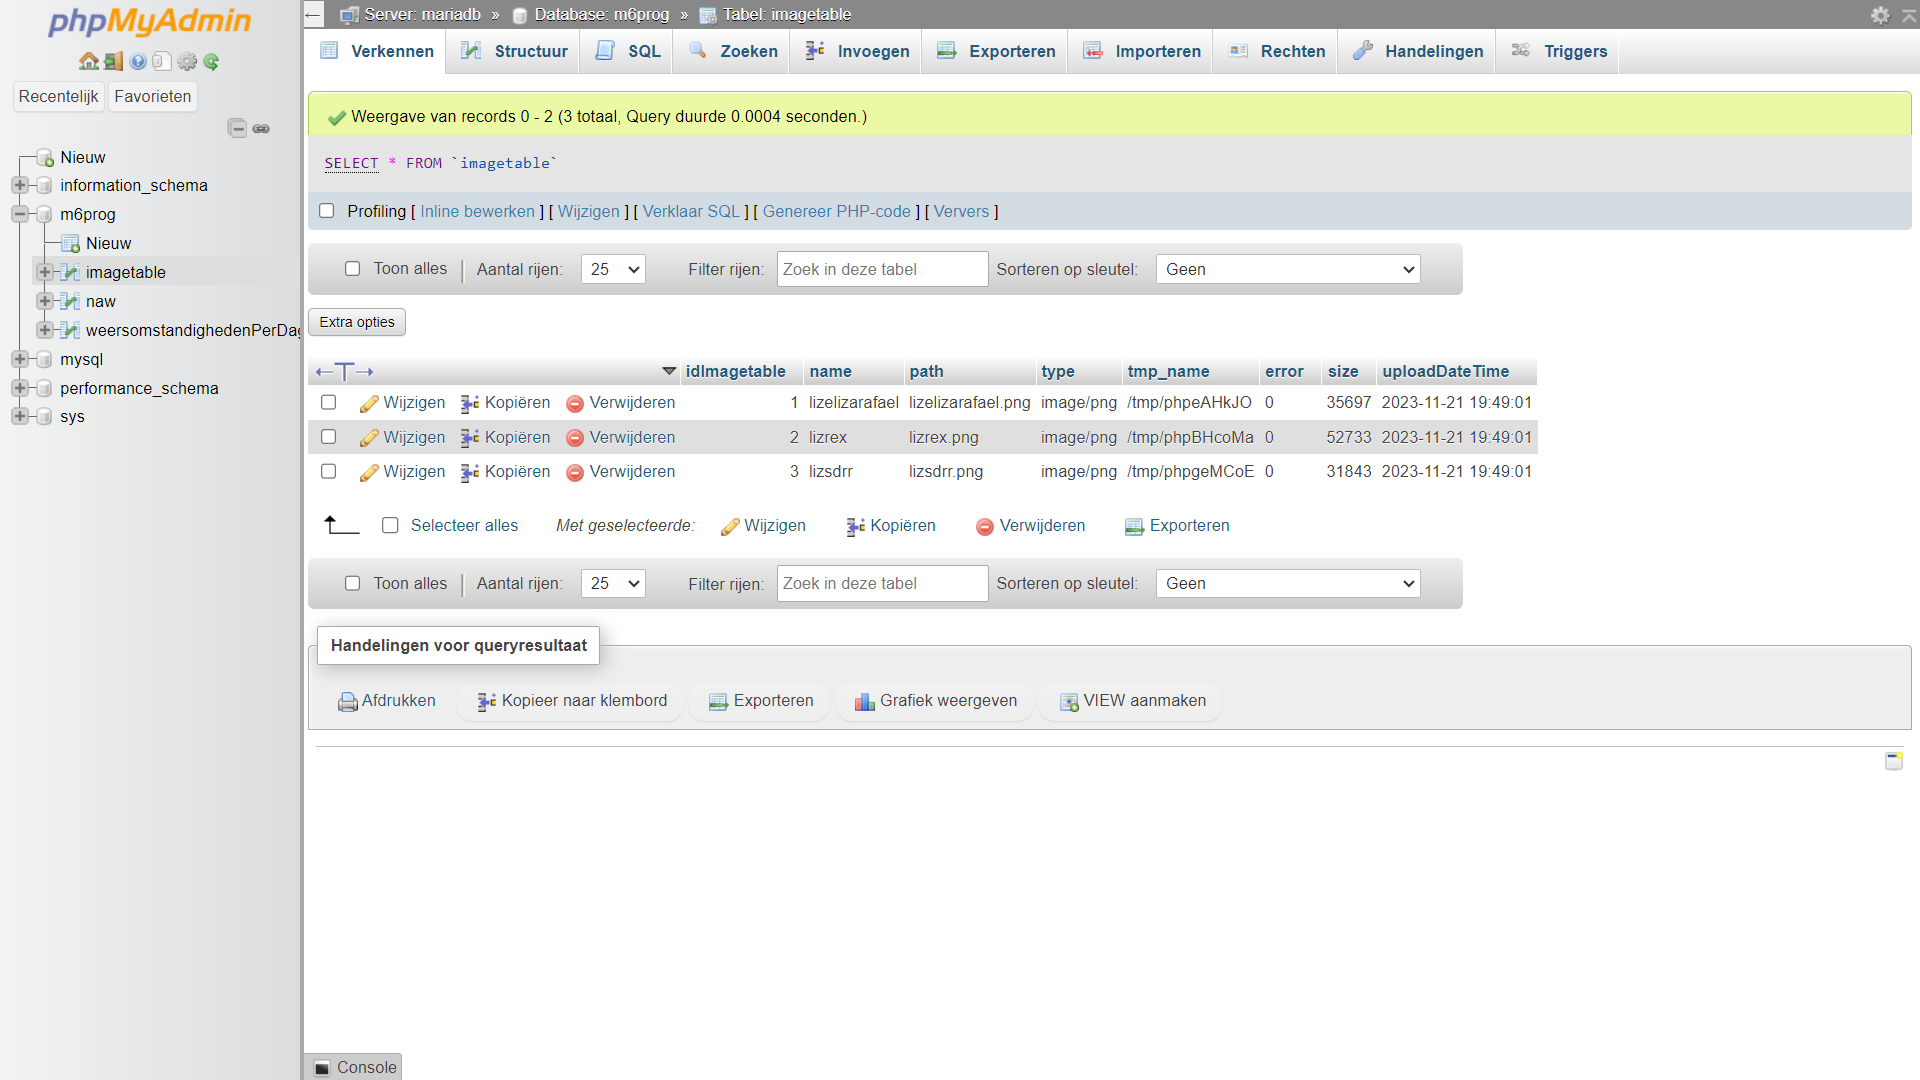 phpMyAdmin
Recentelijk Favorieten
Nieuw
information_schema
m6prog
Nieuw
imagetable
naw
weersomstandighedenPerDag
mysql
performance_schema
sys
Server: mariadb » Database: m6prog » Tabel: imagetable
Verkennen Structuur SQL Zoeken Invoegen Exporteren Importeren Rechten Handelingen Triggers
Weergave van records 0 - 2 (3 totaal, Query duurde 0.0004 seconden.)
SELECT * FROM `imagetable`
Profiling [ Inline bewerken ] [ Wijzigen ] [ Verklaar SQL ] [ Genereer PHP-code ] [ Ververs ]
Toon alles Aantal rijen: 25 Filter rijen: Zoek in deze tabel Sorteren op sleutel: Geen
Extra opties
idImagetable name path type tmp_name error size uploadDateTime
Wijzigen Kopiëren Verwijderen 1 lizelizarafael lizelizarafael.png image/png /tmp/phpeAHkJO 0 35697 2023-11-21 19:49:01
Wijzigen Kopiëren Verwijderen 2 lizrex lizrex.png image/png /tmp/phpBHcoMa 0 52733 2023-11-21 19:49:01
Wijzigen Kopiëren Verwijderen 3 lizsdrr lizsdrr.png image/png /tmp/phpgeMCoE 0 31843 2023-11-21 19:49:01
Selecteer alles Met geselecteerde: Wijzigen Kopiëren Verwijderen Exporteren
Toon alles Aantal rijen: 25 Filter rijen: Zoek in deze tabel Sorteren op sleutel: Geen
Handelingen voor queryresultaat
Afdrukken Kopieer naar klembord Exporteren Grafiek weergeven VIEW aanmaken
Console